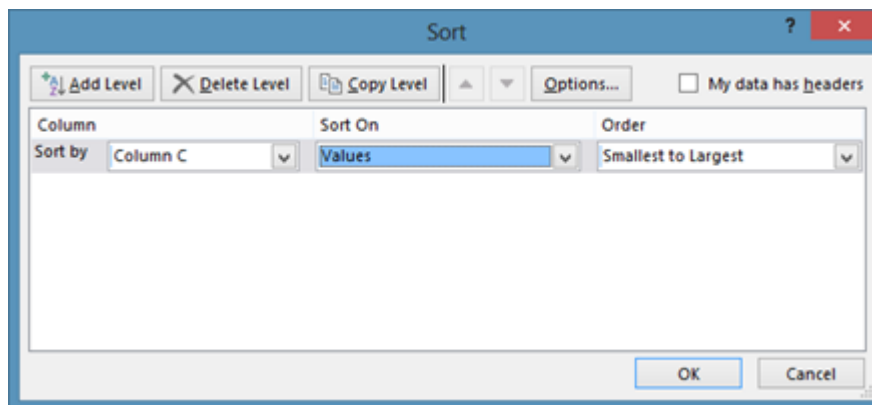 Sort ?
Add Level Delete Level Copy Level Options... My data has headers
Column Sort On Order
Sort by Column C Values Smallest to Largest
OK Cancel